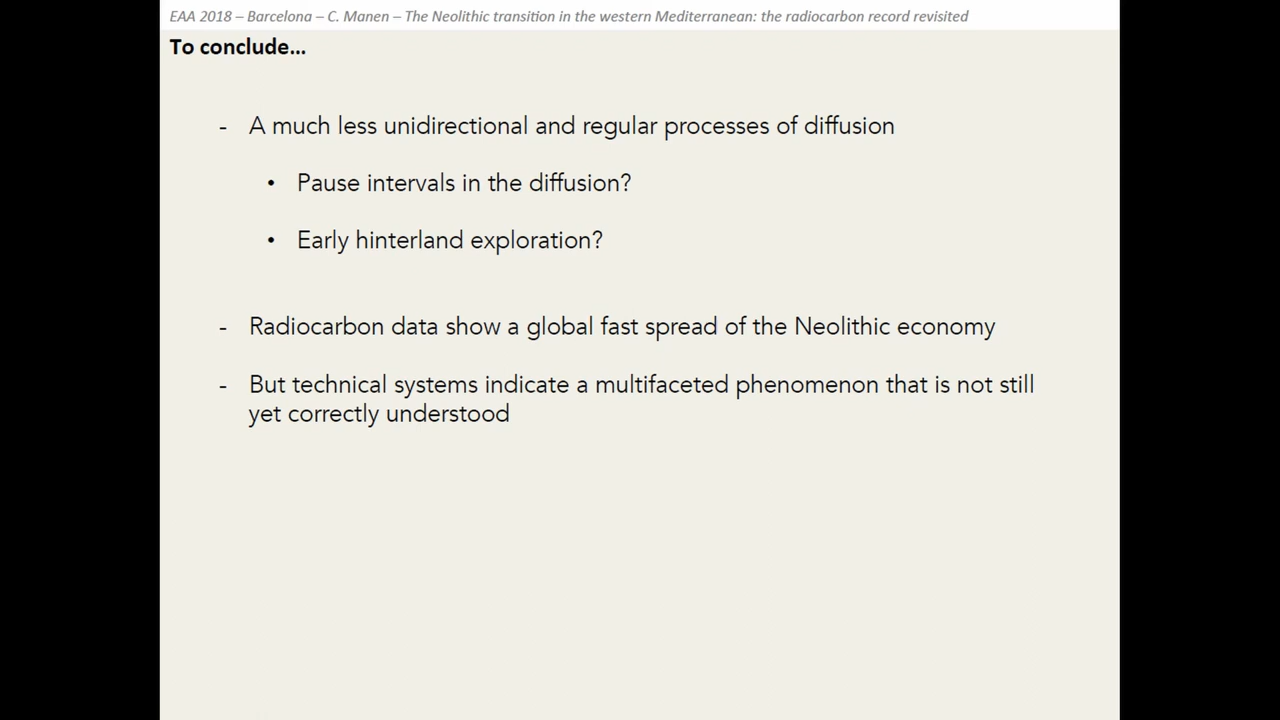 EAA 2018 – Barcelona – C. Manen – The Neolithic transition in the western Mediterranean: the radiocarbon record revisited
To conclude...
- A much less unidirectional and regular processes of diffusion
• Pause intervals in the diffusion?
• Early hinterland exploration?
- Radiocarbon data show a global fast spread of the Neolithic economy
- But technical systems indicate a multifaceted phenomenon that is not still
yet correctly understood